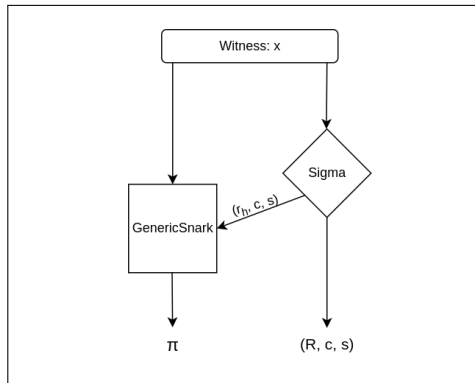 Witness: x
Sigma
(r_h, c, s)
GenericSnark
π
(R, c, s)